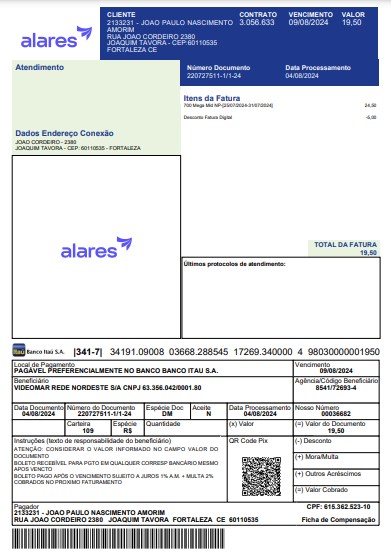 alares
CLIENTE CONTRATO VENCIMENTO VALOR
2133231 - JOAO PAULO NASCIMENTO 3.056.633 09/08/2024 19,50
AMORIM
RUA JOAO CORDEIRO 2380
JOAQUIM TAVORA - CEP:60110535
FORTALEZA CE
Atendimento
Número Documento Data Processamento
220727511-1/1-24 04/08/2024
Itens da Fatura
700 Mega Mid NP (25/07/2024-31/07/2024) 24,50
Desconto Fatura Digital -5,00
Dados Endereço Conexão
JOAO CORDEIRO - 2380
JOAQUIM TAVORA - CEP: 60110535 - FORTALEZA
alares
TOTAL DA FATURA
19,50
Últimos protocolos de atendimento:
Itaú Banco Itaú S.A. |341-7| 34191.09008 03668.288545 17269.340000 4 98030000001950
Local de Pagamento Vencimento
PAGÁVEL PREFERENCIALMENTE NO BANCO BANCO ITAU S.A. 09/08/2024
Beneficiário Agência/Código Beneficiário
VIDEOMAR REDE NORDESTE S/A CNPJ 63.356.042/0001.80 8541/72693-4
Data Documento Número do Documento Espécie Doc Aceite Data Processamento Nosso Número
04/08/2024 220727511-1/1-24 DM N 04/08/2024 00036682
Carteira Espécie Quantidade (x) Valor (=) Valor do Documento
109 R$ 19,50
Instruções (texto de responsabilidade do beneficiário) QR Code Pix (-) Desconto
ATENÇÃO: CONSIDERAR O VALOR INFORMADO NO CAMPO VALOR DO
DOCUMENTO
BOLETO RECEBÍVEL PARA PGTO EM QUALQUER CORRESP BANCÁRIO MESMO
APÓS VENCTO
BOLETO PAGO APÓS O VENCIMENTO SUJEITO A JUROS 1% A.M. + MULTA 2%
COBRADOS NO PROXIMO FATURAMENTO
(+) Mora/Multa
(+) Outros Acréscimos
(=) Valor Cobrado
Pagador CPF: 615.362.523-10
2133231 - JOAO PAULO NASCIMENTO AMORIM
RUA JOAO CORDEIRO 2380 JOAQUIM TAVORA FORTALEZA CE 60110535 Ficha de Compensação